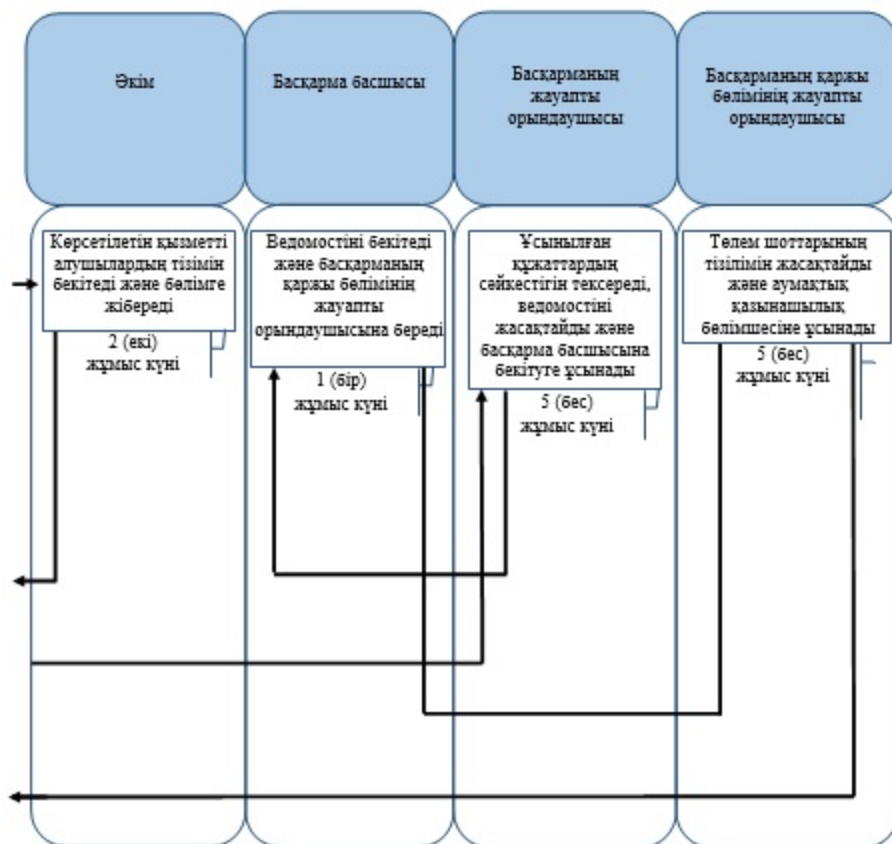 Әкім
Басқарма басшысы
Басқарманың
жауапты
орындаушысы
Басқарманың қаржы
бөлімінің жауапты
орындаушысы
Көрсетілетін қызметті
алушылардың тізімін
бекітеді және бөлімге
жібереді
2 (екі)
жұмыс күні
Ведомостіні бекітеді
және басқарманың
қаржы бөлімінің
жауапты
орындаушысына береді
1 (бір)
жұмыс күні
Ұсынылған
құжаттардың
сәйкестігін тексереді,
ведомостіні
жасақтайды және
басқарма басшысына
бекітуге ұсынады
5 (бес)
жұмыс күні
Төлем шоттарының
тізілімін жасақтайды
және аумақтық
қазынашылық
бөлімшесіне ұсынады
5 (бес)
жұмыс күні